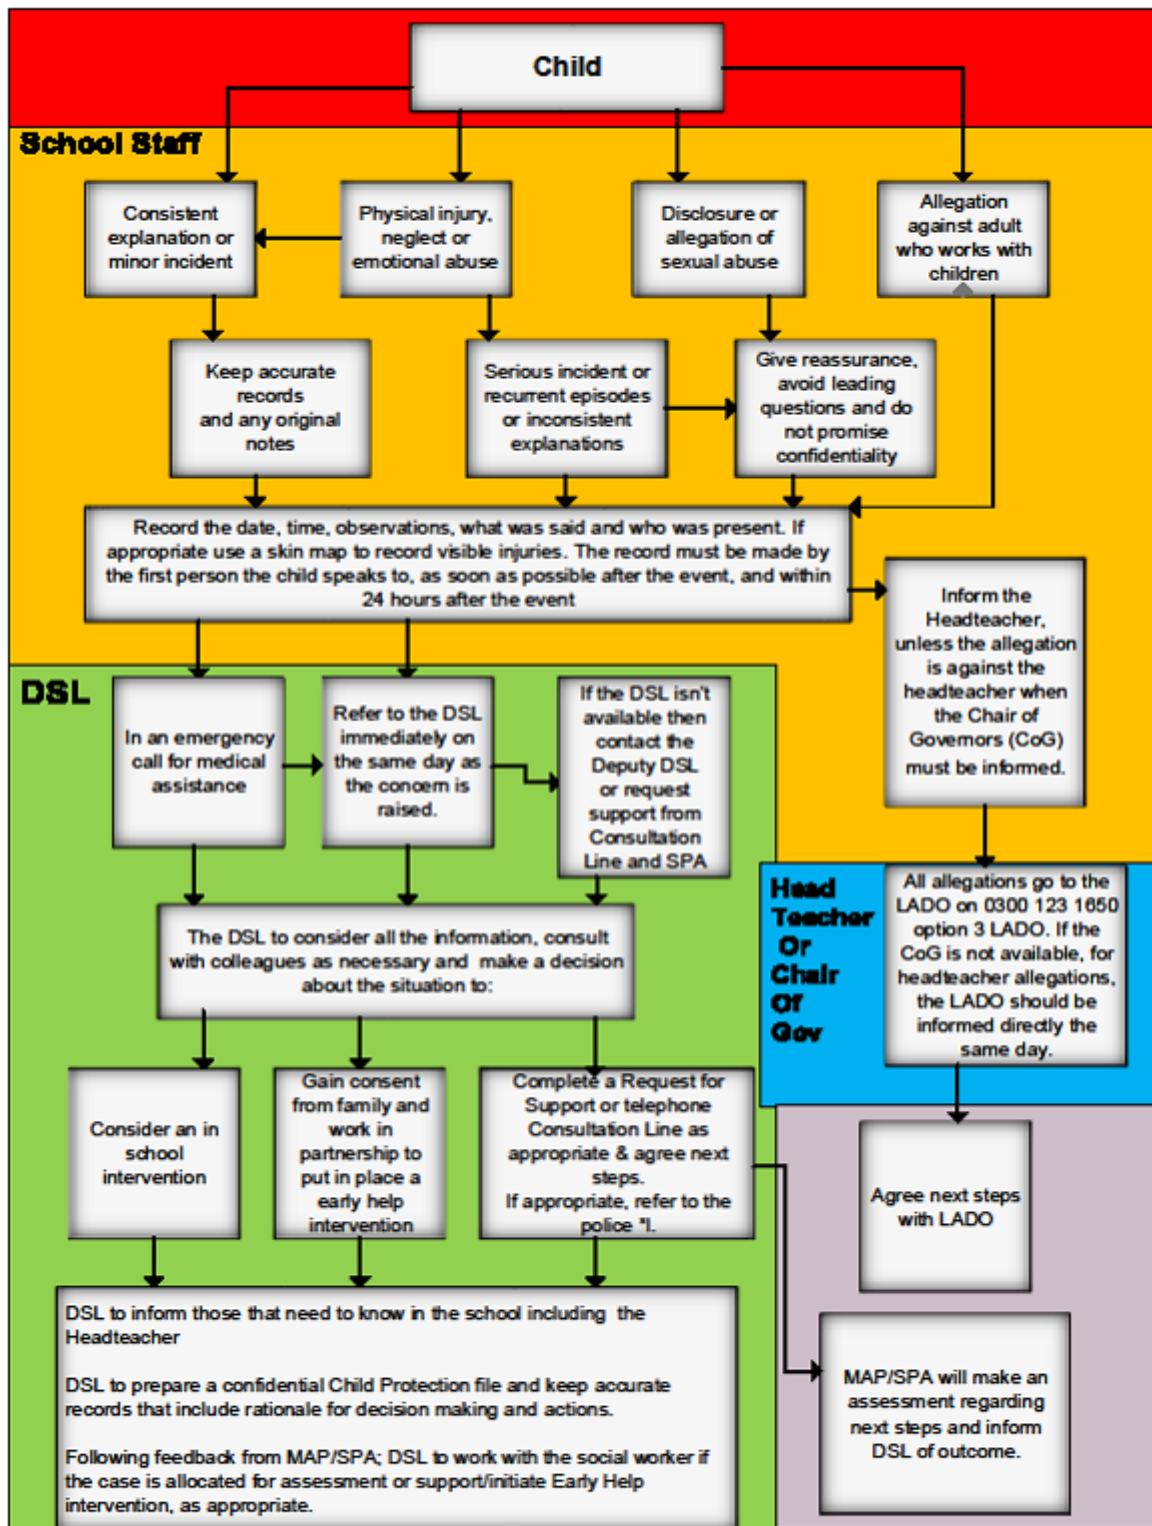 Child
School Staff
Consistent
explanation or
minor incident
Physical injury,
neglect or
emotional abuse
Disclosure or
allegation of
sexual abuse
Allegation
against adult
who works with
children
Keep accurate
records
and any original
notes
Serious incident or
recurrent episodes
or inconsistent
explanations
Give reassurance,
avoid leading
questions and do
not promise
confidentiality
Record the date, time, observations, what was said and who was present. If
appropriate use a skin map to record visible injuries. The record must be made by
the first person the child speaks to, as soon as possible after the event, and within
24 hours after the event
Inform the
Headteacher,
unless the allegation
is against the
headteacher when
the Chair of
Governors (CoG)
must be informed.
DSL
In an emergency
call for medical
assistance
Refer to the DSL
immediately on
the same day as
the concern is
raised.
If the DSL isn't
available then
contact the
Deputy DSL
or request
support from
Consultation
Line and SPA
Head
Teacher
Or
Chair
Of
Gov
All allegations go to the
LADO on 0300 123 1650
option 3 LADO. If the
CoG is not available, for
headteacher allegations,
the LADO should be
informed directly the
same day.
The DSL to consider all the information, consult
with colleagues as necessary and make a decision
about the situation to:
Consider an in
school
intervention
Gain consent
from family and
work in
partnership to
put in place a
early help
intervention
Complete a Request for
Support or telephone
Consultation Line as
appropriate & agree next
steps.
If appropriate, refer to the
police *I.
Agree next steps
with LADO
DSL to inform those that need to know in the school including the
Headteacher
DSL to prepare a confidential Child Protection file and keep accurate
records that include rationale for decision making and actions.
Following feedback from MAP/SPA; DSL to work with the social worker if
the case is allocated for assessment or support/initiate Early Help
intervention, as appropriate.
MAP/SPA will make an
assessment regarding
next steps and inform
DSL of outcome.